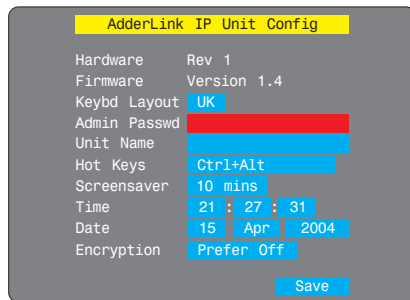 AdderLink IP Unit Config
Hardware Rev 1
Firmware Version 1.4
Keybd Layout UK
Admin Passwd
Unit Name
Hot Keys Ctrl+Alt
Screensaver 10 mins
Time 21 : 27 : 31
Date 15 Apr 2004
Encryption Prefer Off
Save